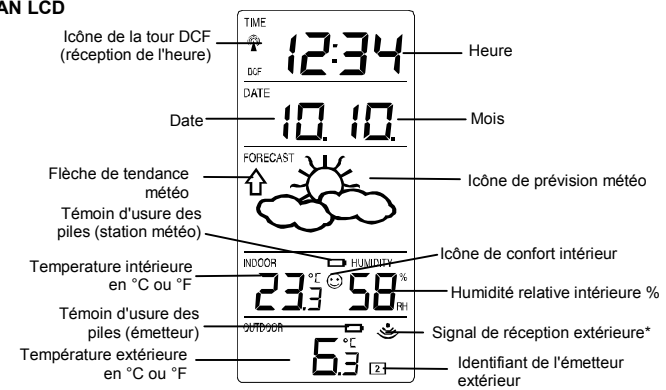 AN LCD
TIME
Icône de la tour DCF
(réception de l'heure)
12:34
Heure
DCF
DATE
Date
10. 10.
Mois
FORECAST
Flèche de tendance
météo
Icône de prévision météo
Témoin d'usure des
piles (station météo)
Icône de confort intérieur
INDOOR HUMIDITY
Temperature intérieure
en °C ou °F
23.3 °C 58 % RH
Humidité relative intérieure %
Témoin d'usure des
piles (émetteur)
OUTDOOR
Signal de réception extérieure*
Température extérieure
en °C ou °F
6.3 °C 2
Identifiant de l'émetteur
extérieur